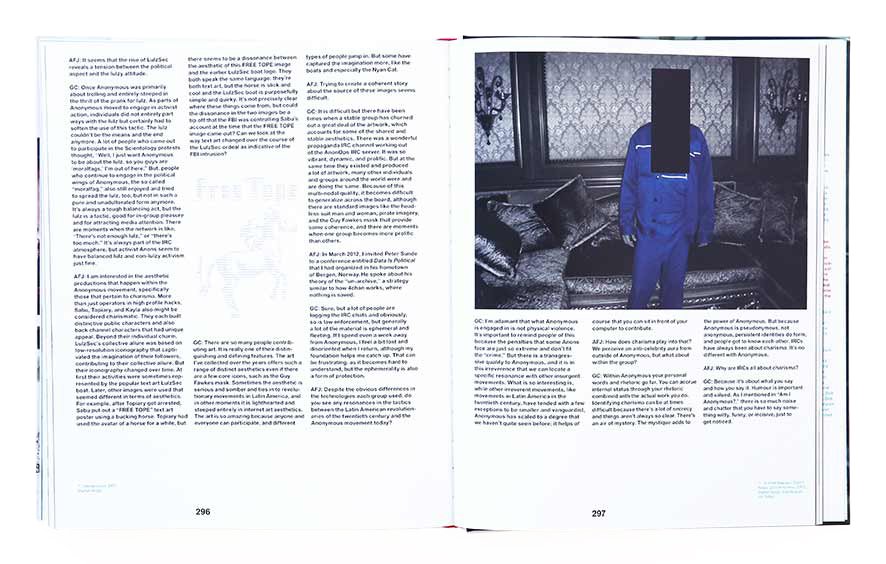 AFJ: It seems that the rise of LulzSec
reveals a tension between the political
aspect and the lulzy attitude.
GC: Once Anonymous was primarily
about trolling and entirely steeped in
the thrill of the prank for lulz. As parts of
Anonymous moved to engage in activist
action, individuals did not entirely part
ways with the lulz but certainly had to
soften the use of this tactic. The lulz
couldn't be the means and the end
anymore. A lot of people who came out
to participate in the Scientology protests
thought, "Well, I just want Anonymous
to be about the lulz, so you guys are
'moralfags.' I'm out of here." But, people
who continue to engage in the political
wings of Anonymous, the so called
"moralfag," also still enjoyed and tried
to spread the lulz, too, but not in such a
pure and unadulterated form anymore.
It's always a tough balancing act, but the
lulz is a tactic, good for in-group pleasure
and for attracting media attention. There
are moments when the network is like,
"There's not enough lulz," or "there's
too much." It's always part of the IRC
atmosphere, but activist Anons seem to
have balanced lulz and non-lulzy activism
just fine.
AFJ: I am interested in the aesthetic
productions that happen within the
Anonymous movement, specifically
those that pertain to charisma. More
than just operators in high profile hacks,
Sabu, Topiary, and Kayla also might be
considered charismatic. They each built
distinctive public characters and also
back channel characters that had unique
appeal. Beyond their individual charm,
LulzSec's collective allure was based on
low-resolution iconography that capti-
vated the imagination of their followers,
contributing to their collective allure. But
their iconography changed over time. At
first their activities were sometimes rep-
resented by the popular text art LulzSec
boat. Later, other images were used that
seemed different in terms of aesthetics.
For example, after Topiary got arrested,
Sabu put out a "FREE TOPE" text art
poster using a bucking horse. Topiary had
used the avatar of a horse for a while, but
there seems to be a dissonance between
the aesthetic of this FREE TOPE image
and the earlier LulzSec boat logo. They
both speak the same language: they're
both text art, but the horse is slick and
cool and the LulzSec boat is purposefully
simple and quirky. It's not precisely clear
where these things come from, but could
the dissonance in the two images be a
tip off that the FBI was controlling Sabu's
account at the time that the FREE TOPE
image came out? Can we look at the
way text art changed over the course of
the LulzSec ordeal as indicative of the
FBI intrusion?
Free Tope
GC: There are so many people contrib-
uting art. It is really one of their distin-
guishing and defining features. The art
I've collected over the years offers such a
range of distinct aesthetics even if there
are a few core icons, such as the Guy
Fawkes mask. Sometimes the aesthetic is
serious and somber and ties in to revolu-
tionary movements in Latin America, and
in other moments it is lighthearted and
steeped entirely in internet art aesthetics.
The art is so amazing because anyone and
everyone can participate, and different
types of people jump in. But some have
captured the imagination more, like the
boats and especially the Nyan Cat.
AFJ: Trying to create a coherent story
about the source of these images seems
difficult.
GC: It is difficult but there have been
times when a stable group has churned
out a great deal of the artwork, which
accounts for some of the shared and
stable aesthetics. There was a wonderful
propaganda IRC channel working out
of the AnonOps IRC server. It was so
vibrant, dynamic, and prolific. But at the
same time they existed and produced
a lot of artwork, many other individuals
and groups around the world were and
are doing the same. Because of this
multi-nodal quality, it becomes difficult
to generalize across the board, although
there are standard images like the head-
less suit man and woman, pirate imagery,
and the Guy Fawkes mask that provide
some coherence, and there are moments
when one group becomes more prolific
than others.
AFJ: In March 2012, I invited Peter Sunde
to a conference entitled Data Is Political
that I had organized in his hometown
of Bergen, Norway. He spoke about his
theory of the "un-archive," a strategy
similar to how 4chan works, where
nothing is saved.
GC: Sure, but a lot of people are
logging the IRC chats and obviously,
so is law enforcement, but generally
a lot of the material is ephemeral and
fleeting. If I spend even a week away
from Anonymous, I feel a bit lost and
disoriented when I return, although my
foundation helps me catch up. That can
be frustrating, because it becomes hard to
understand, but the ephemerality is also
a form of protection.
AFJ: Despite the obvious differences in
the technologies each group used, do
you see any resonances in the tactics
between the Latin American revolution-
aries of the twentieth century and the
Anonymous movement today?
296
GC: I'm adamant that what Anonymous
is engaged in is not physical violence.
It's important to remind people of this
because the penalties that some Anons
face are just so extreme and don't fit
the "crime." But there is a transgres-
sive quality to Anonymous, and it is in
this irreverence that we can locate a
specific resonance with other insurgent
movements. What is so interesting is,
while other irreverent movements, like
movements in Latin America in the
twentieth century, have tended with a few
exceptions to be smaller and vanguardist,
Anonymous has scaled to a degree that
we haven't quite seen before; it helps of
course that you can sit in front of your
computer to contribute.
AFJ: How does charisma play into that?
We perceive an anti-celebrity aura from
outside of Anonymous, but what about
within?
GC: Within Anonymous your personal
words and rhetoric go far. You can accrue
internal status through your rhetoric
combined with the actual work you do.
Identifying charisma can be at times
difficult because there's a lot of secrecy
and things aren't always so clear. There's
an air of mystery. The mystique adds to
the power of Anonymous. But because
Anonymous is pseudonymous, not
anonymous, persistent identities do form,
and people get to know each other. IRCs
have always been about charisma. It's no
different with Anonymous.
AFJ: Why are IRCs all about charisma?
GC: Because it's about what you say
and how you say it. Humour is important
and valued. As I mentioned in "Am I
Anonymous?," there is so much noise
and chatter that you have to say some-
thing witty, funny, or incisive, just to
get noticed.
297